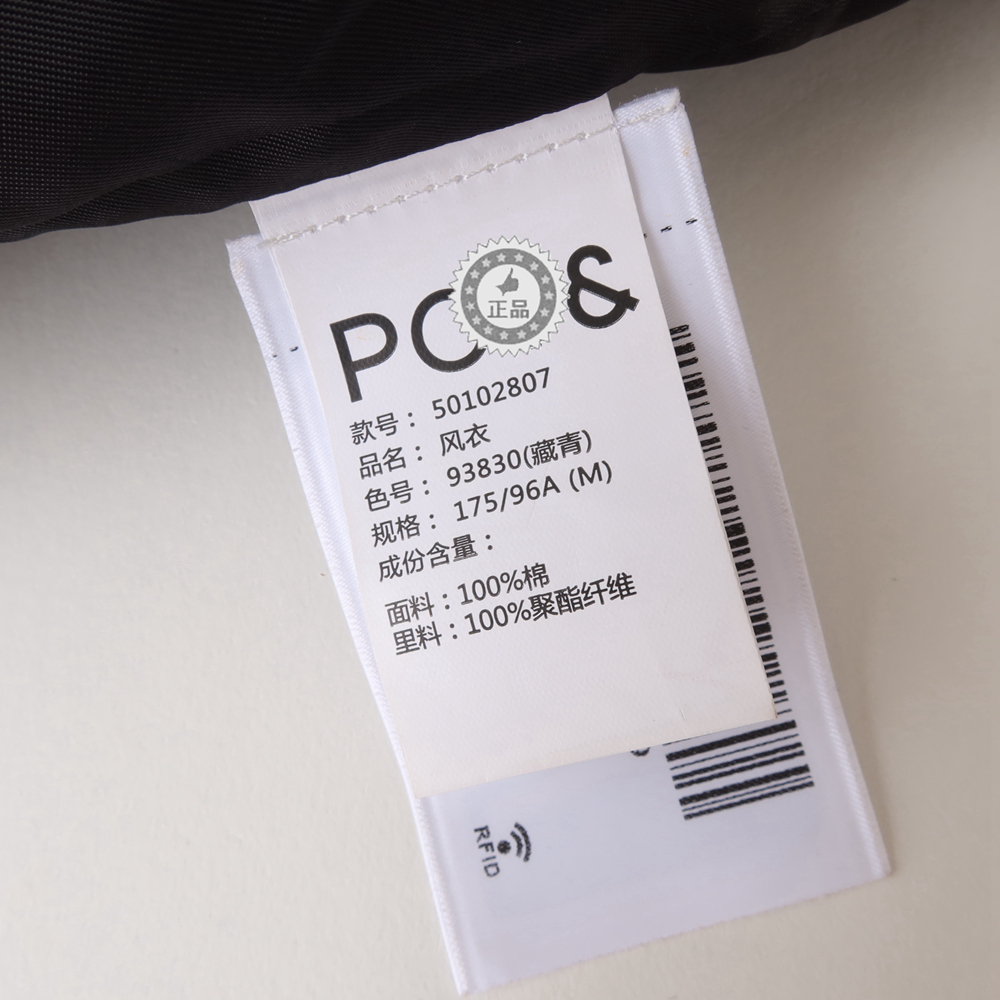 PC
正品
&
款号： 50102807
品名： 风衣
色号： 93830(藏青)
规格： 175/96A (M)
成份含量：
面料：100%棉
里料：100%聚酯纤维
RFID